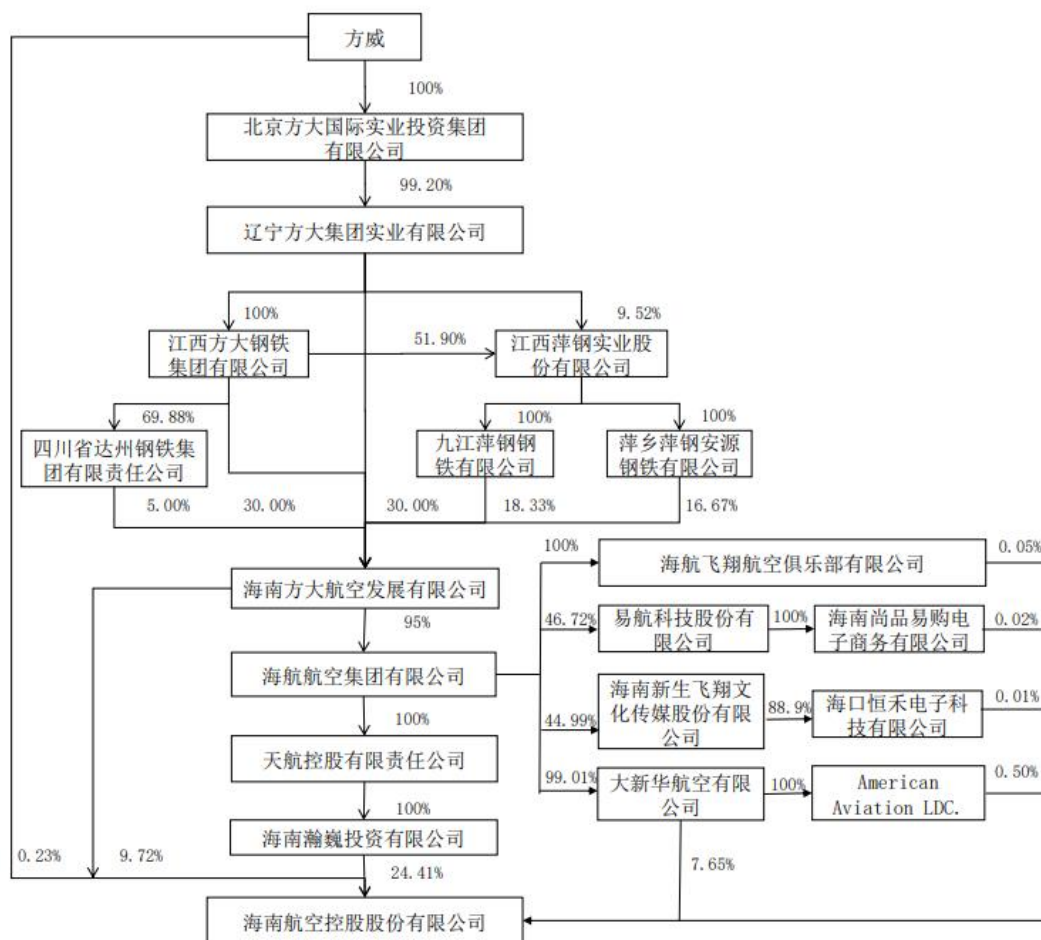 方威
100%
北京方大国际实业投资集团
有限公司
99.20%
辽宁方大集团实业有限公司
100%
9.52%
江西方大钢铁
集团有限公司
51.90%
江西萍钢实业股
份有限公司
69.88%
100%
100%
四川省达州钢铁集
团有限责任公司
九江萍钢钢
铁有限公司
萍乡萍钢安源
钢铁有限公司
5.00%
30.00%
30.00%
18.33%
16.67%
100%
海航飞翔航空俱乐部有限公司
0.05%
海南方大航空发展有限公司
95%
46.72%
易航科技股份有
限公司
100%
海南尚品易购电
子商务有限公司
0.02%
海航航空集团有限公司
100%
44.99%
海南新生飞翔文
化传媒股份有限
公司
88.9%
海口恒禾电子科
技有限公司
0.01%
天航控股有限责任公司
100%
99.01%
大新华航空有限
公司
100%
American
Aviation LDC.
0.50%
海南瀚巍投资有限公司
0.23%
9.72%
24.41%
7.65%
海南航空控股股份有限公司